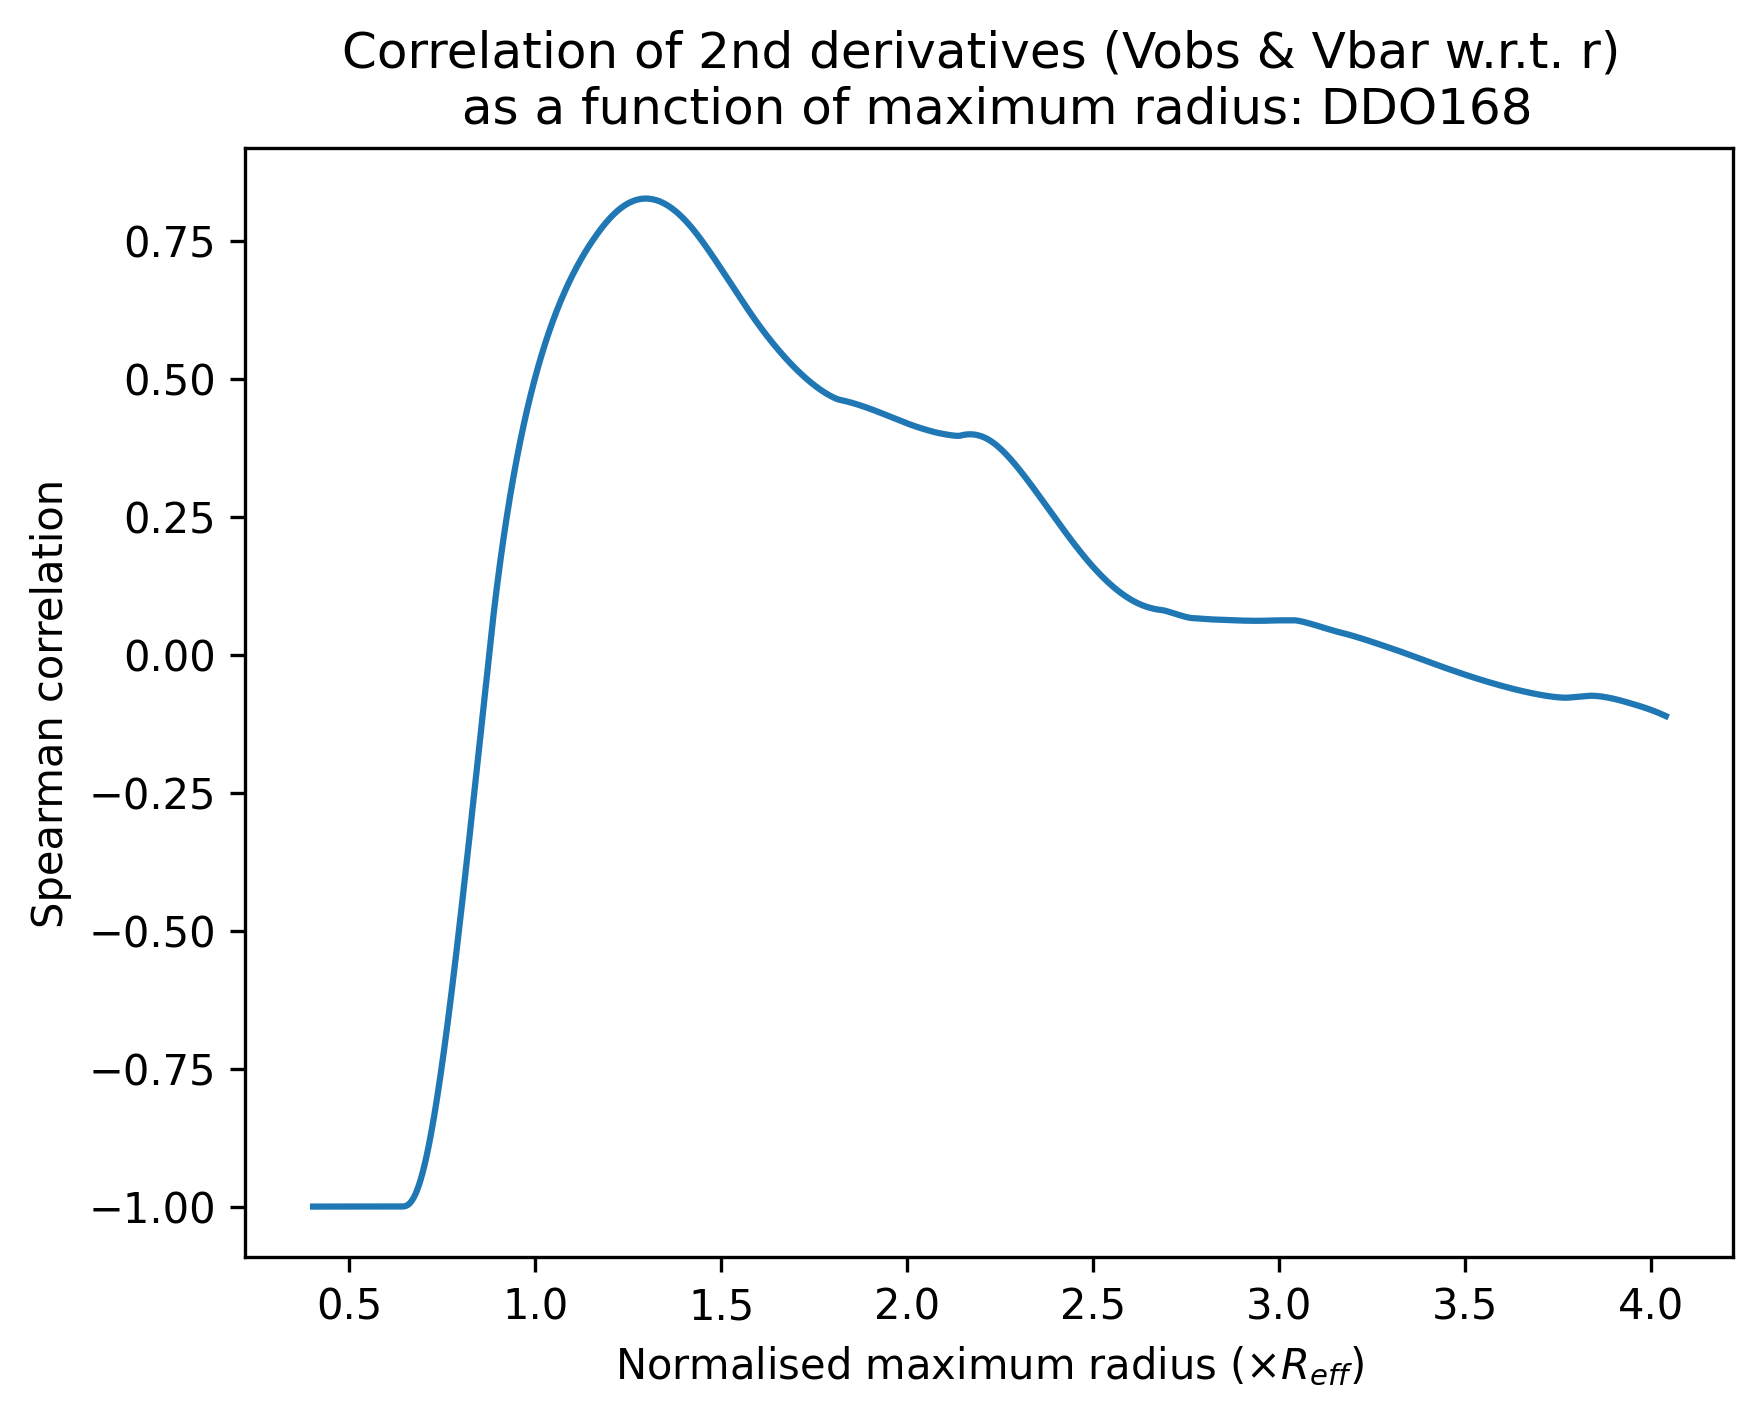 Correlation of 2nd derivatives (Vobs & Vbar w.r.t. r)
as a function of maximum radius: DDO168
Spearman correlation
0.75
0.50
0.25
0.00
−0.25
−0.50
−0.75
−1.00
0.5 1.0 1.5 2.0 2.5 3.0 3.5 4.0
Normalised maximum radius (×R_eff)